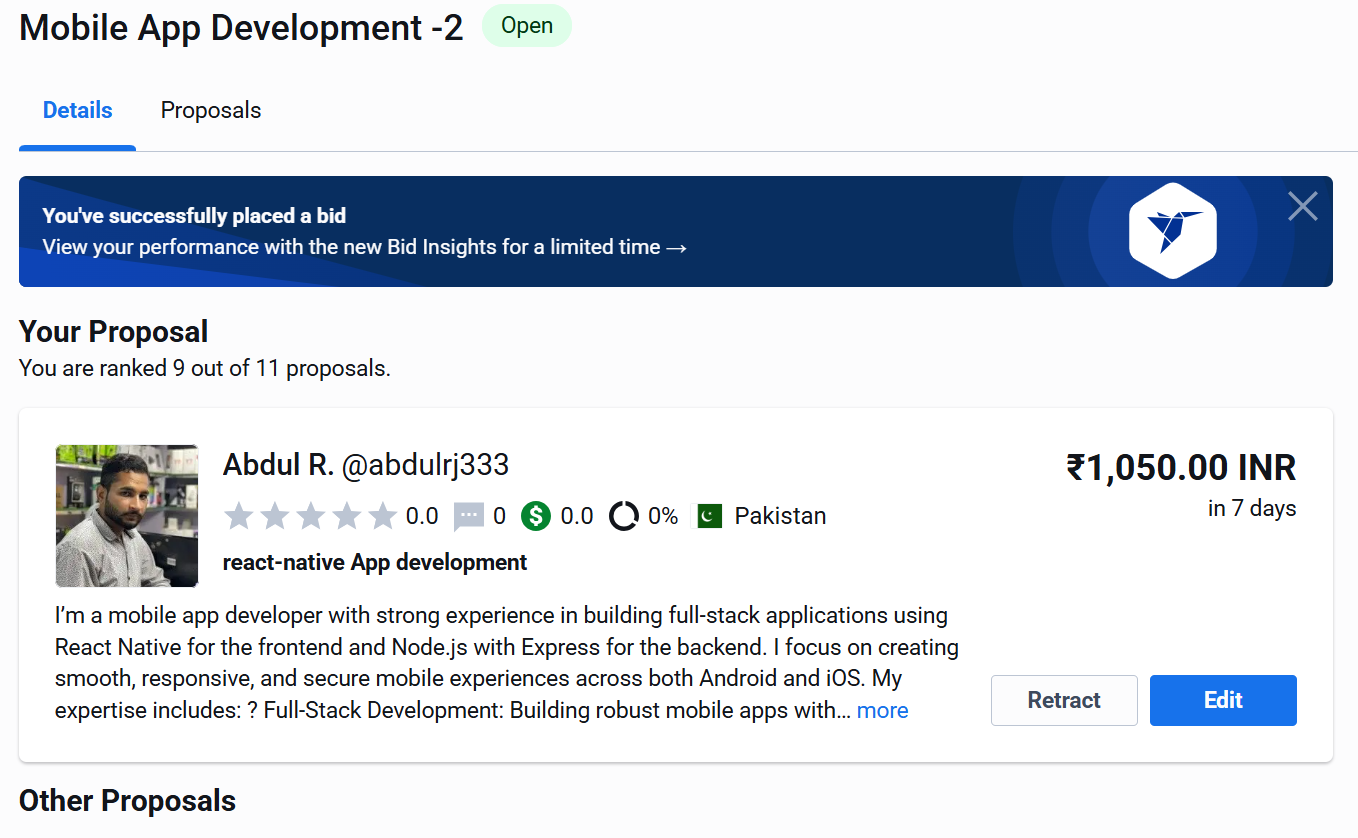 Mobile App Development -2 Open
Details Proposals
You've successfully placed a bid
View your performance with the new Bid Insights for a limited time →
Your Proposal
You are ranked 9 out of 11 proposals.
Abdul R. @abdulrj333
₹1,050.00 INR
0.0 0 $ 0.0 0% Pakistan
in 7 days
react-native App development
I’m a mobile app developer with strong experience in building full-stack applications using
React Native for the frontend and Node.js with Express for the backend. I focus on creating
smooth, responsive, and secure mobile experiences across both Android and iOS. My
expertise includes: ? Full-Stack Development: Building robust mobile apps with... more
Retract Edit
Other Proposals